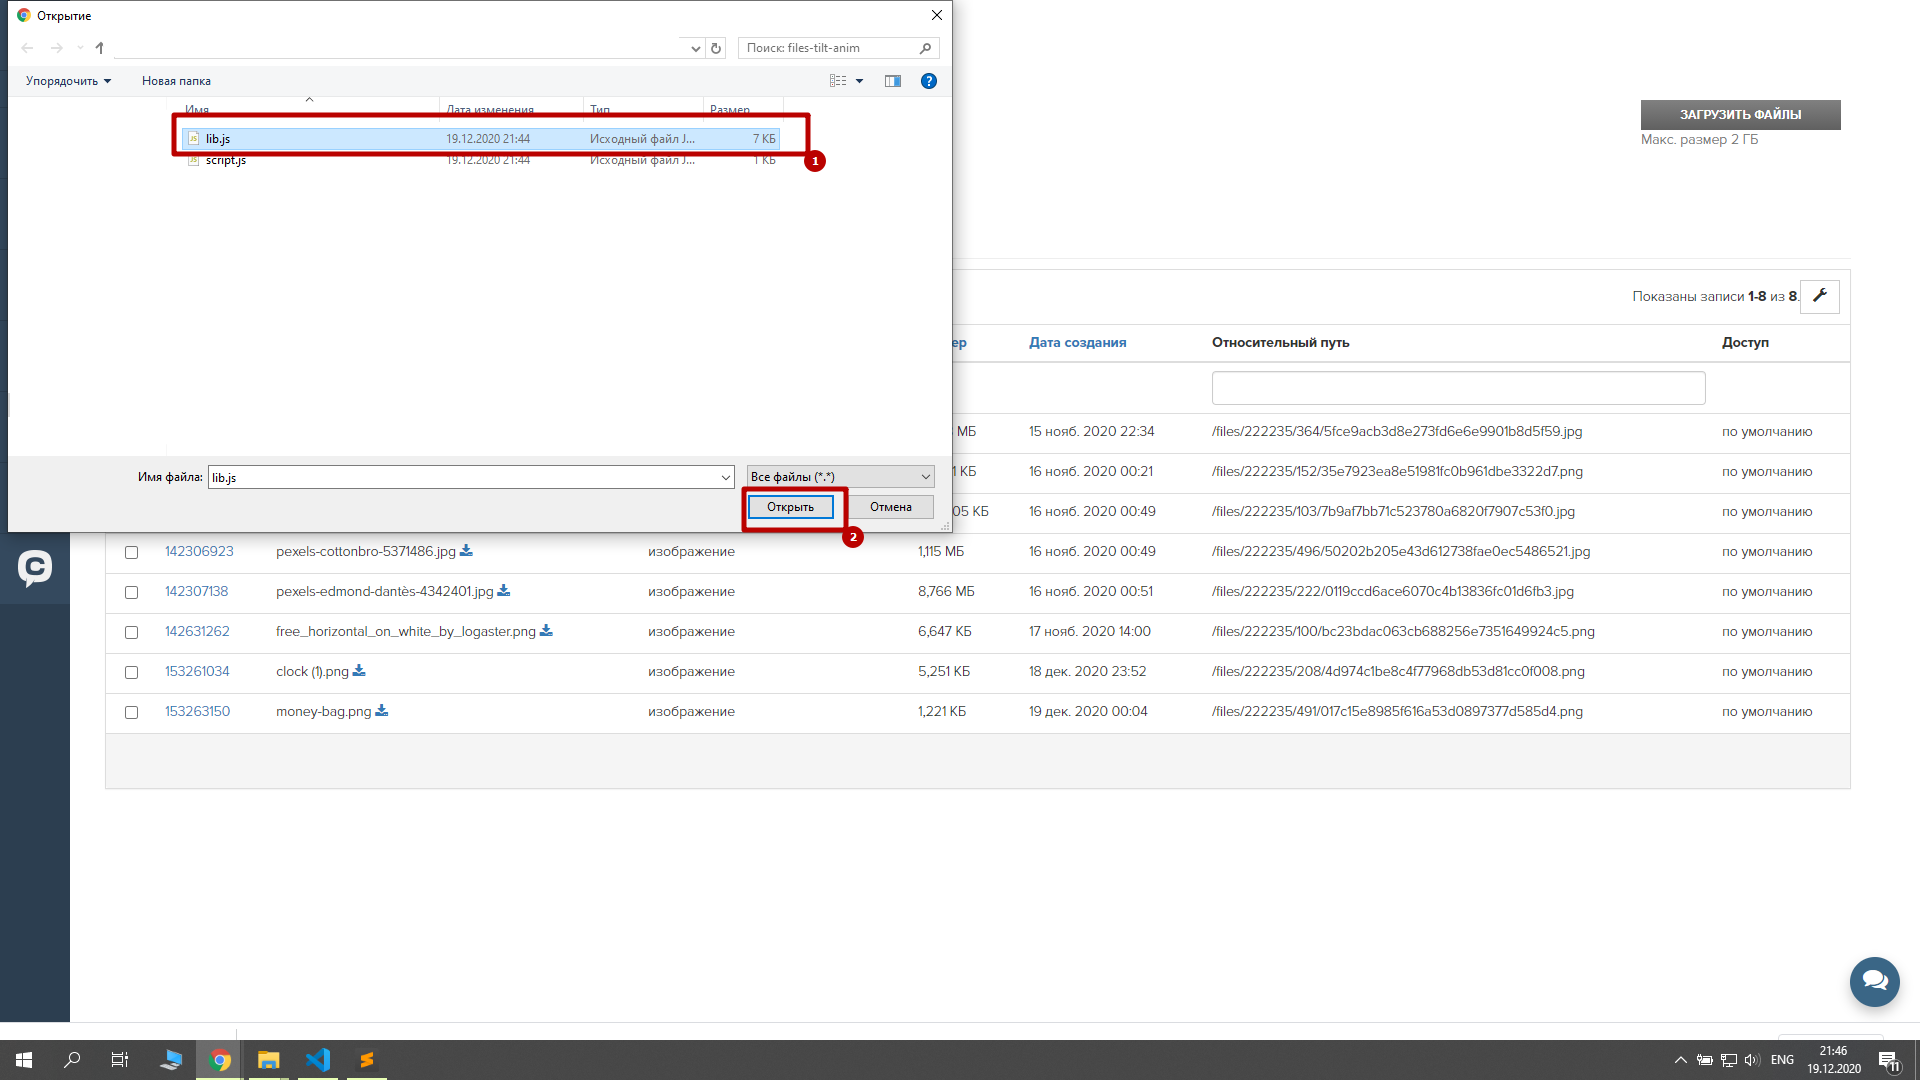 Открытие
Поиск: files-tilt-anim
Упорядочить
Новая папка
Имя Дата изменения Тип Размер
lib.js 19.12.2020 21:44 Исходный файл J... 7 КБ
1
script.js 19.12.2020 21:44 Исходный файл J... 1 КБ
Имя файла: lib.js Все файлы (*.*)
Открыть Отмена
2
ЗАГРУЗИТЬ ФАЙЛЫ
Макс. размер 2 ГБ
Показаны записи 1-8 из 8.
ер Дата создания Относительный путь Доступ
МБ 15 нояб. 2020 22:34 /files/222235/364/5fce9acb3d8e273fd6e6e9901b8d5f59.jpg по умолчанию
1 КБ 16 нояб. 2020 00:21 /files/222235/152/35e7923ea8e51981fc0b961dbe3322d7.png по умолчанию
05 КБ 16 нояб. 2020 00:49 /files/222235/103/7b9af7bb71c523780a6820f7907c53f0.jpg по умолчанию
142306923 pexels-cottonbro-5371486.jpg изображение 1,115 МБ 16 нояб. 2020 00:49 /files/222235/496/50202b205e43d612738fae0ec5486521.jpg по умолчанию
142307138 pexels-edmond-dantès-4342401.jpg изображение 8,766 МБ 16 нояб. 2020 00:51 /files/222235/222/0119ccd6ace6070c4b13836fc01d6fb3.jpg по умолчанию
142631262 free_horizontal_on_white_by_logaster.png изображение 6,647 КБ 17 нояб. 2020 14:00 /files/222235/100/bc23bdac063cb688256e7351649924c5.png по умолчанию
153261034 clock (1).png изображение 5,251 КБ 18 дек. 2020 23:52 /files/222235/208/4d974c1be8c4f77968db53d81cc0f008.png по умолчанию
153263150 money-bag.png изображение 1,221 КБ 19 дек. 2020 00:04 /files/222235/491/017c15e8985f616a53d0897377d585d4.png по умолчанию
ENG
21:46
19.12.2020
11